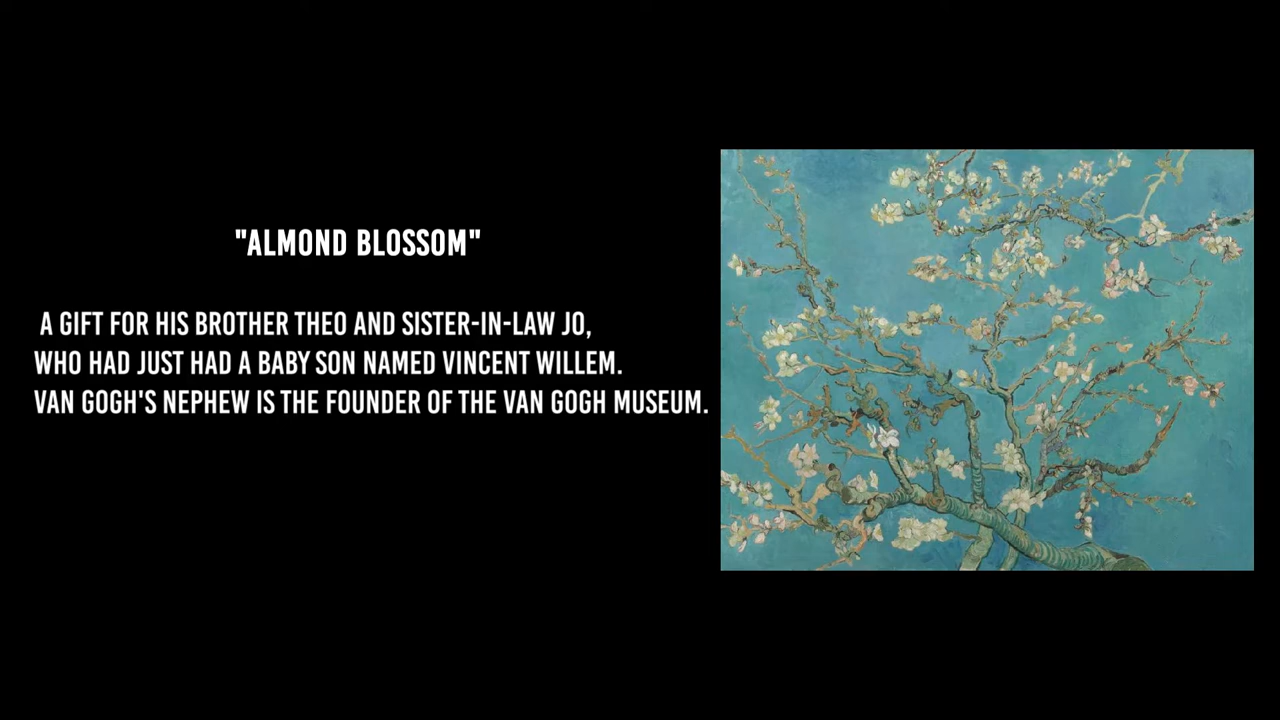 "ALMOND BLOSSOM"
A GIFT FOR HIS BROTHER THEO AND SISTER-IN-LAW JO,
WHO HAD JUST HAD A BABY SON NAMED VINCENT WILLEM.
VAN GOGH'S NEPHEW IS THE FOUNDER OF THE VAN GOGH MUSEUM.